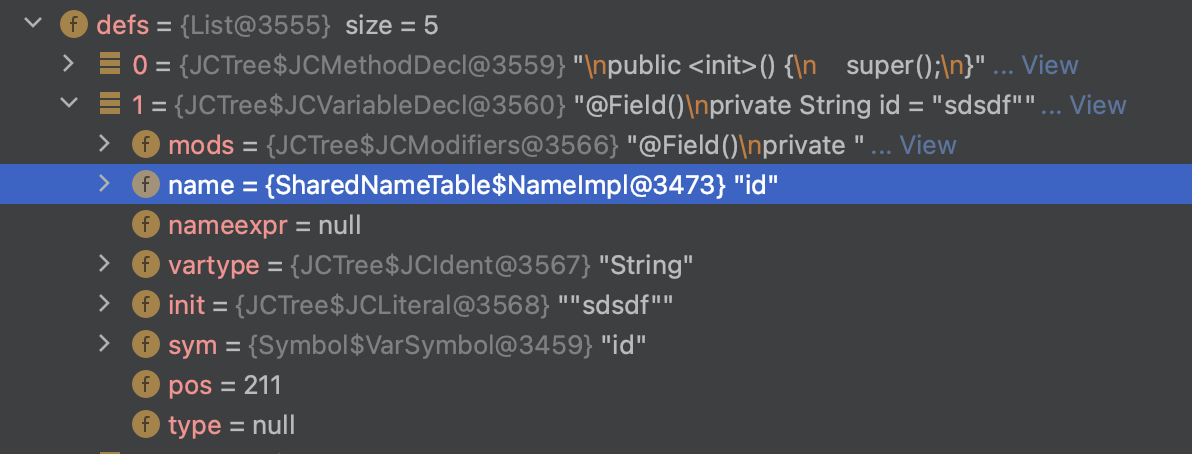 f defs = {List@3555} size = 5
0 = {JCTree$JCMethodDecl@3559} "\npublic <init>() {\n    super();\n}" ... View
1 = {JCTree$JCVariableDecl@3560} "@Field()\nprivate String id = "sdsdf"" ... View
f mods = {JCTree$JCModifiers@3566} "@Field()\nprivate " ... View
f name = {SharedNameTable$NameImpl@3473} "id"
f nameexpr = null
f vartype = {JCTree$JCIdent@3567} "String"
f init = {JCTree$JCLiteral@3568} ""sdsdf""
f sym = {Symbol$VarSymbol@3459} "id"
f pos = 211
f type = null